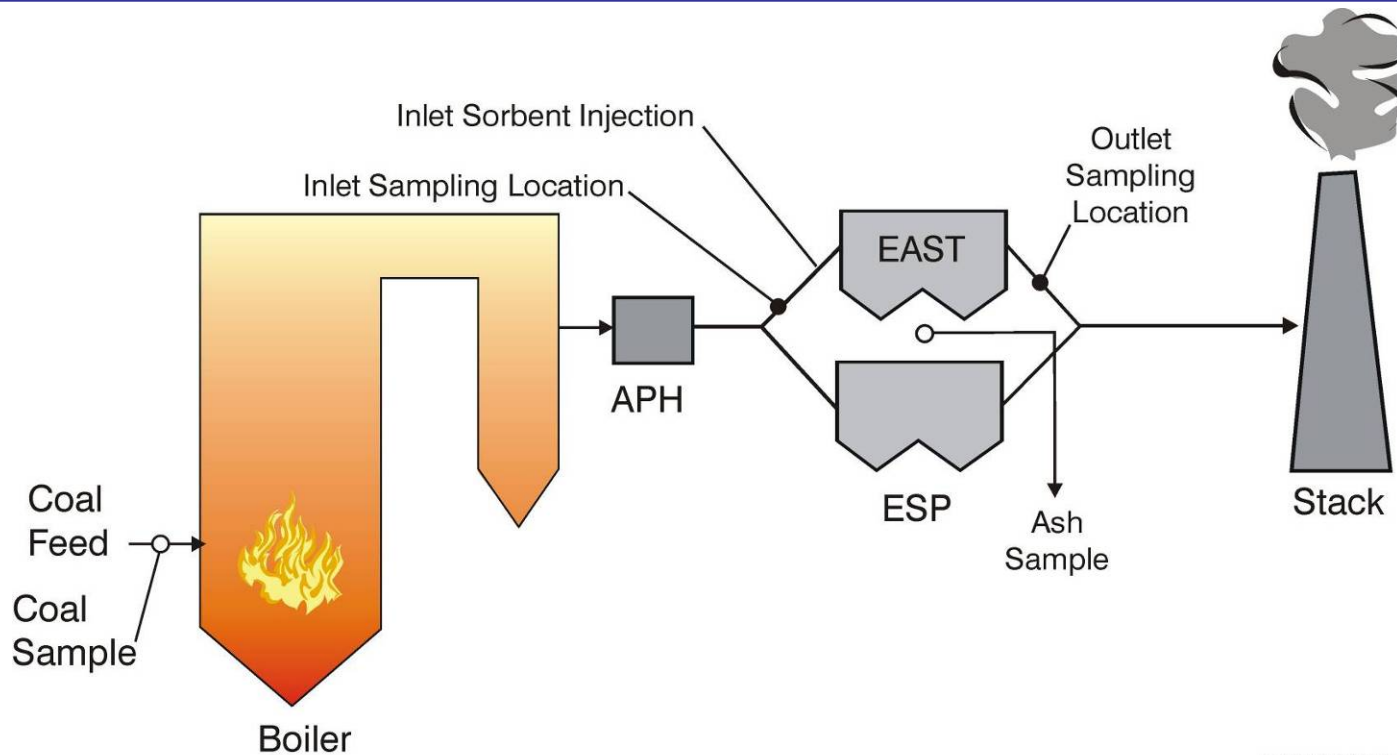 Inlet Sorbent Injection
Inlet Sampling Location
Outlet
Sampling
Location
EAST
APH
ESP
Ash
Sample
Stack
Coal
Feed
Coal
Sample
Boiler